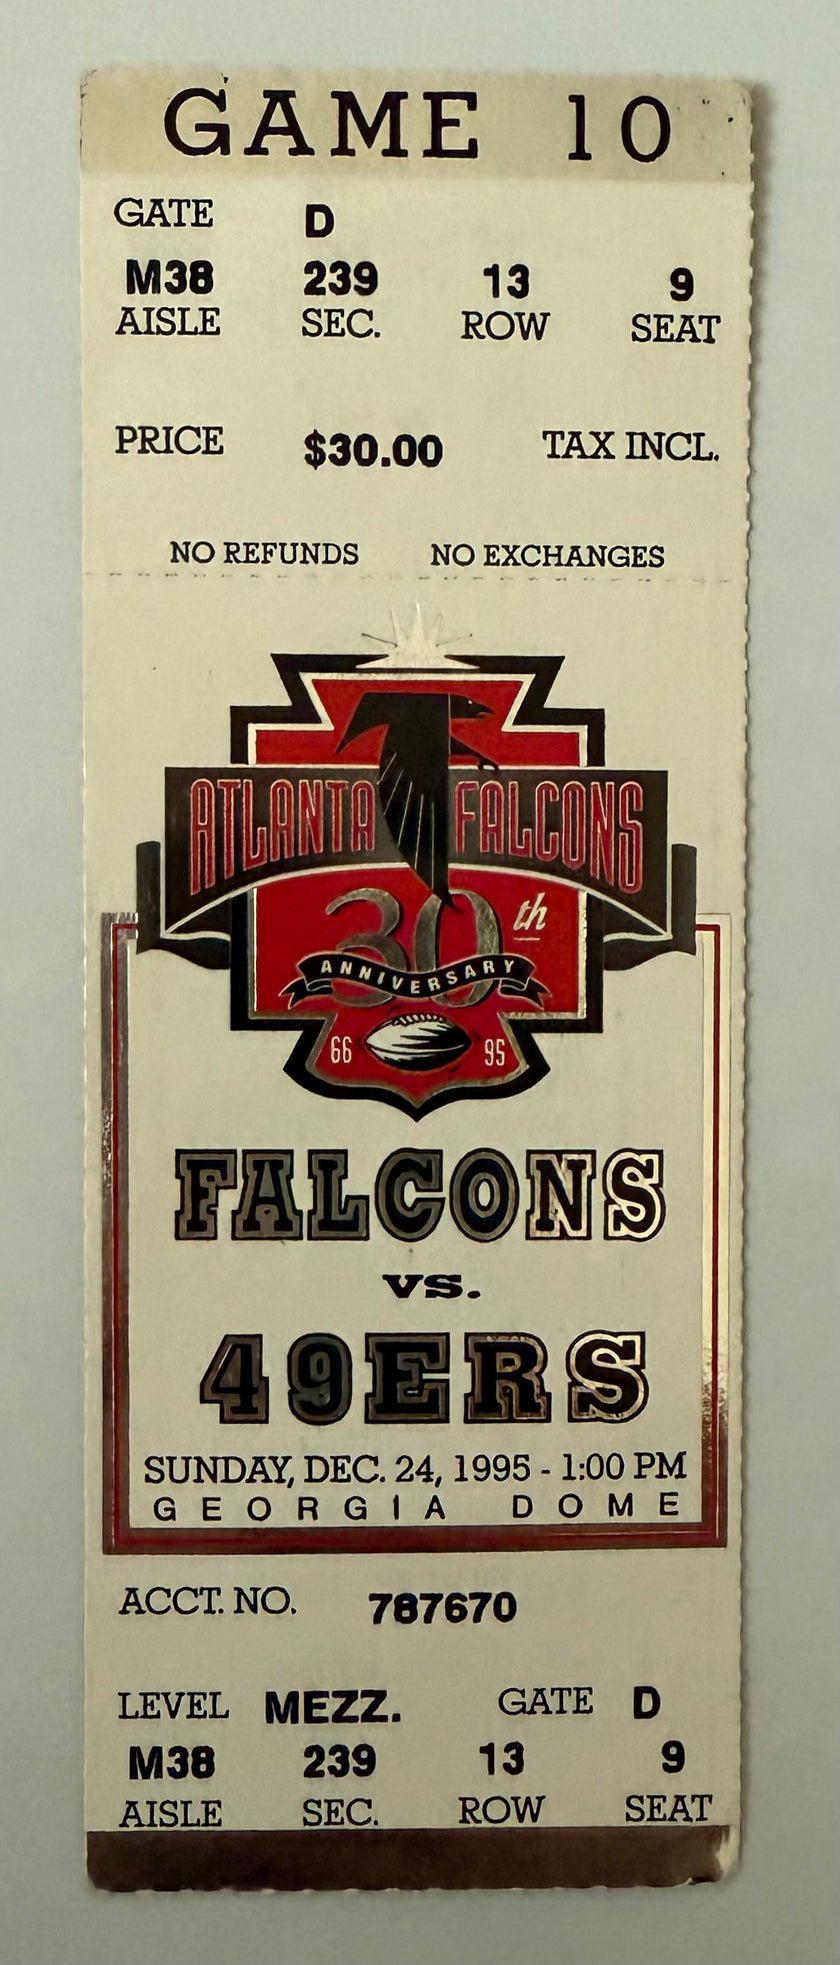 GAME 10
GATE D
M38 239 13 9
AISLE SEC. ROW SEAT
PRICE $30.00 TAX INCL.
NO REFUNDS NO EXCHANGES
ATLANTA FALCONS
30th
ANNIVERSARY
66 95
FALCONS
VS.
49ERS
SUNDAY, DEC. 24, 1995 - 1:00 PM
GEORGIA DOME
ACCT. NO. 787670
LEVEL MEZZ. GATE D
M38 239 13 9
AISLE SEC. ROW SEAT